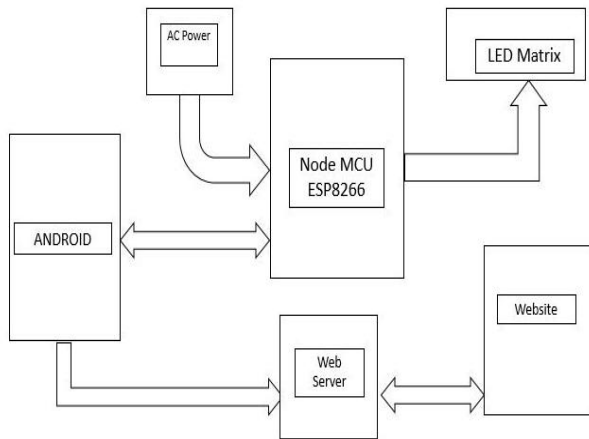 AC Power
LED Matrix
Node MCU
ESP8266
ANDROID
Website
Web
Server